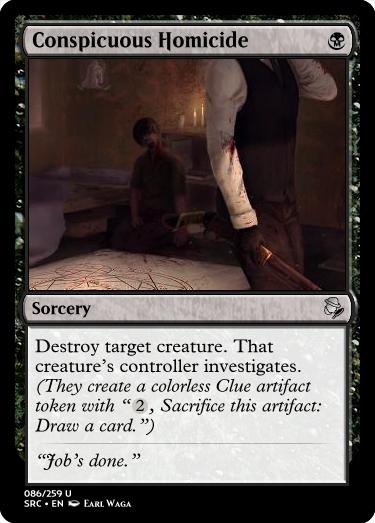 Conspicuous Homicide
Sorcery
Destroy target creature. That
creature's controller investigates.
(They create a colorless Clue artifact
token with “2, Sacrifice this artifact:
Draw a card.”)
“Job's done.”
086/259 U
SRC • EN Earl Waga